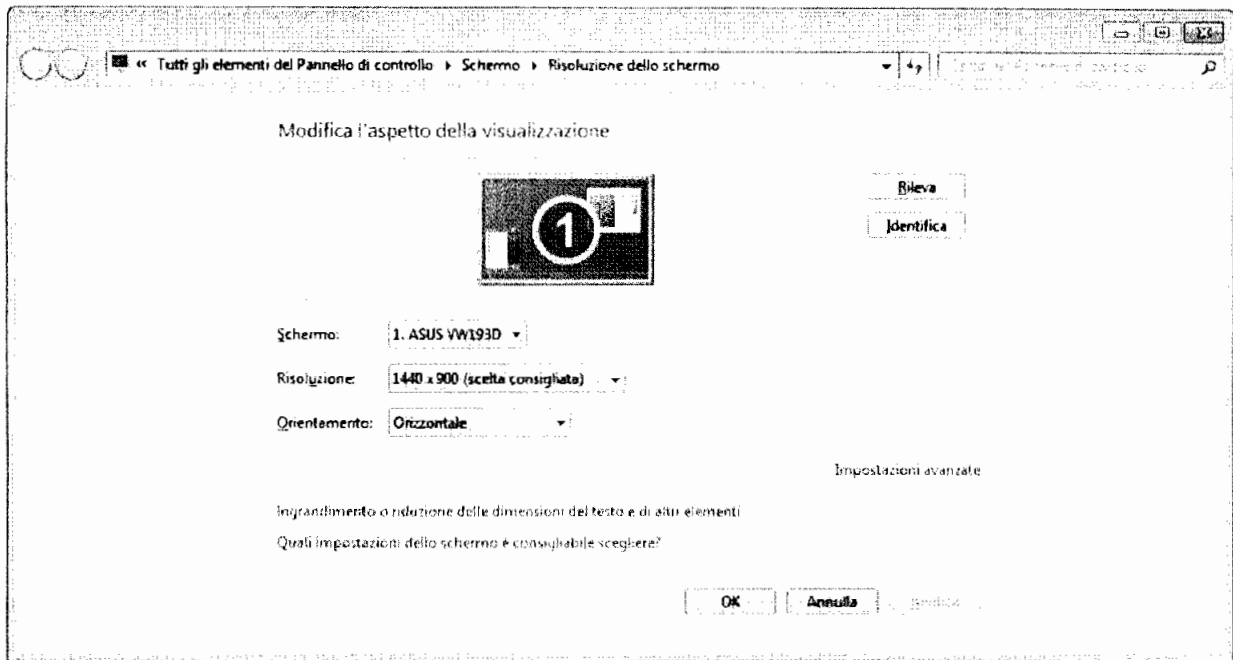 « Tutti gli elementi del Pannello di controllo ▸ Schermo ▸ Risoluzione dello schermo
Modifica l'aspetto della visualizzazione
1
Rileva
Identifica
Schermo: 1. ASUS VW193D
Risoluzione: 1440 x 900 (scelta consigliata)
Orientamento: Orizzontale
Impostazioni avanzate
Ingrandimento o riduzione delle dimensioni del testo e di altri elementi
Quali impostazioni dello schermo è consigliabile scegliere?
OK Annulla